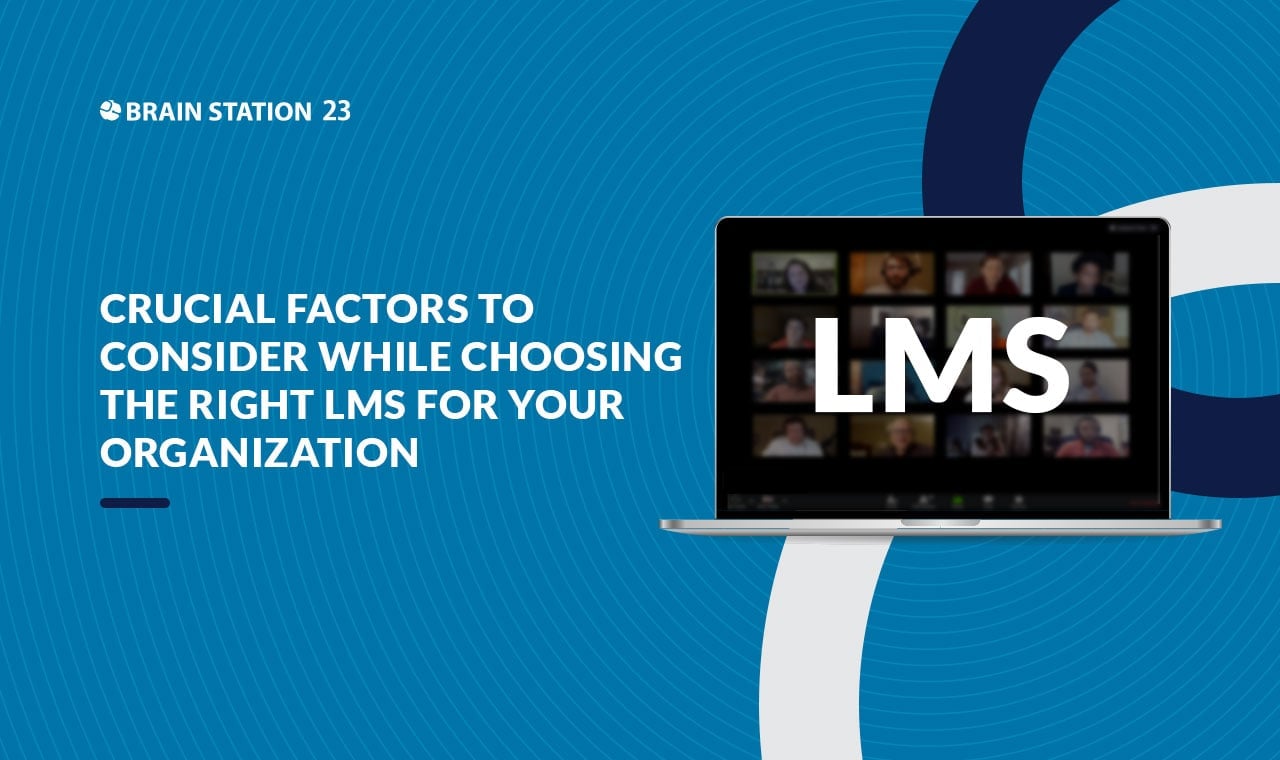 BRAIN STATION 23
CRUCIAL FACTORS TO
CONSIDER WHILE CHOOSING
THE RIGHT LMS FOR YOUR
ORGANIZATION
LMS